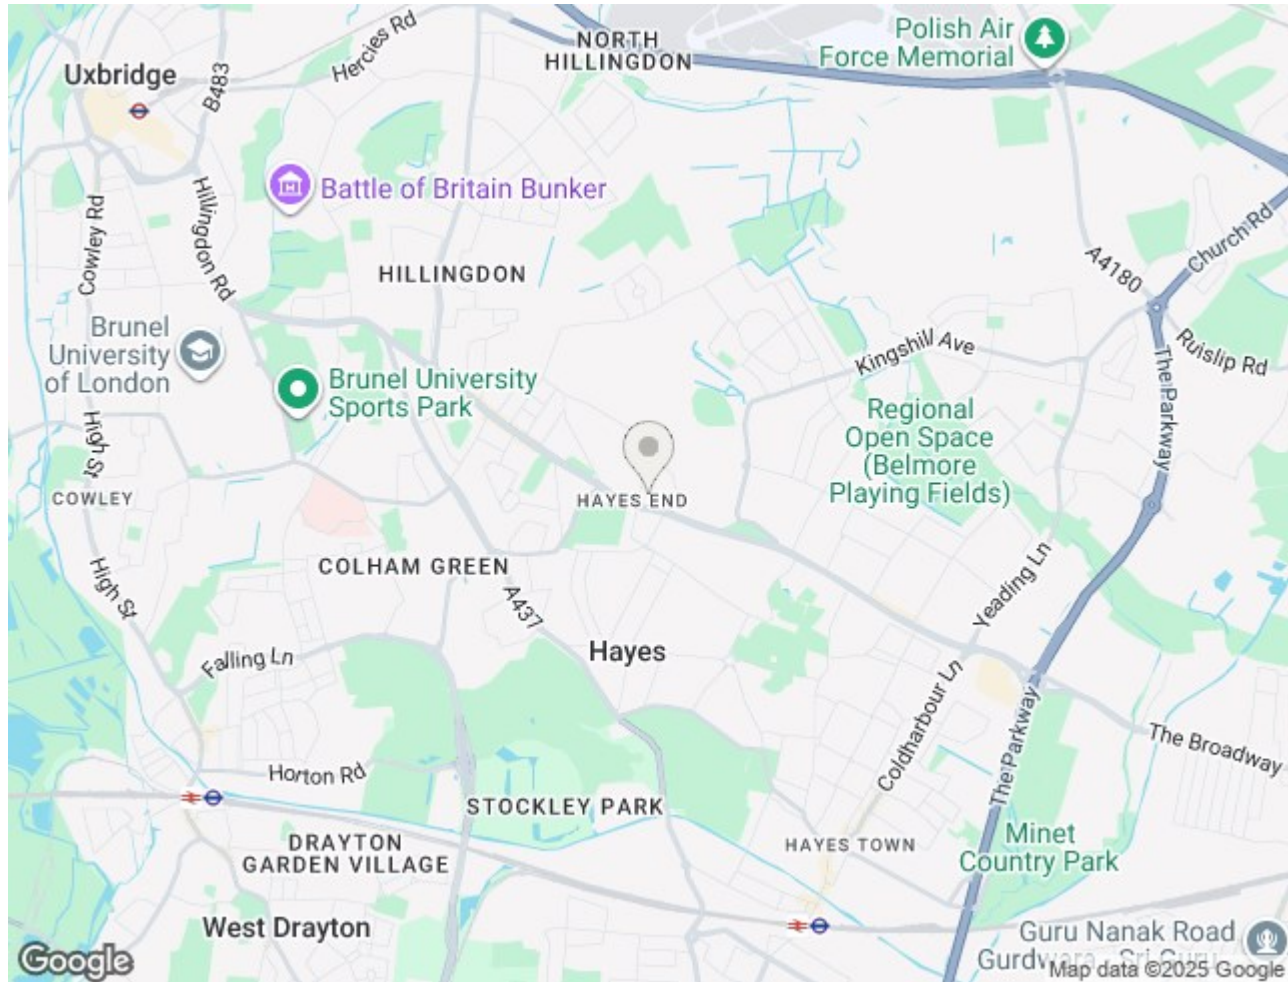 NORTH
HILLINGDON
Polish Air
Force Memorial
Uxbridge
Hercies Rd
B483
Battle of Britain Bunker
Hillingdon Rd
Cowley Rd
HILLINGDON
Church Rd
A4180
Brunel
University
of London
Kingshill Ave
Ruislip Rd
The Parkway
Brunel University
Sports Park
Regional
Open Space
(Belmore
Playing Fields)
High St
COWLEY
HAYES END
COLHAM GREEN
High St
A437
Yeading Ln
Hayes
Falling Ln
Coldharbour Ln
The Parkway
The Broadway
Horton Rd
STOCKLEY PARK
DRAYTON
GARDEN VILLAGE
HAYES TOWN
Minet
Country Park
West Drayton
Guru Nanak Road
Google
Map data ©2025 Google